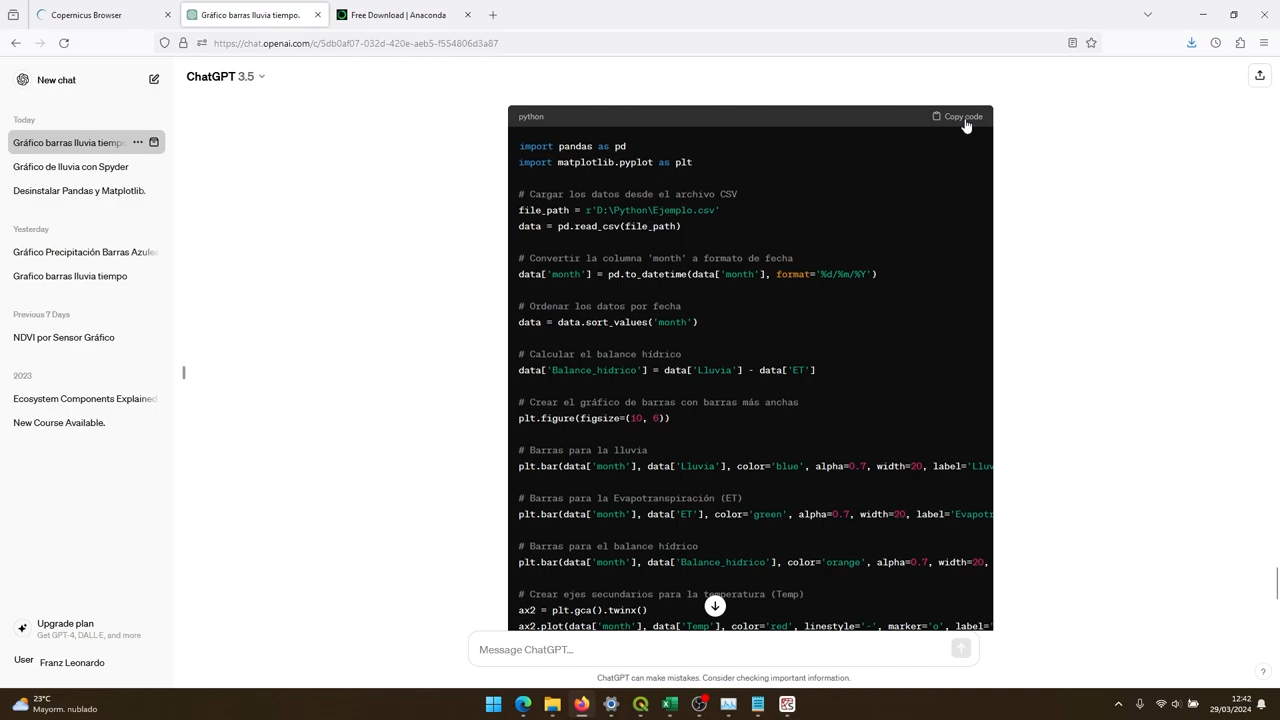 Copernicus Browser
Gráfico barras lluvia tiempo.
Free Download | Anaconda
https://chat.openai.com/c/5db0af07-032d-420e-aeb5-f554806d3a87
New chat
ChatGPT 3.5
Today
Gráfico barras lluvia tiempo
Gráfico de lluvia con Spyder
Desinstalar Pandas y Matplotlib.
Yesterday
Gráfico Precipitación Barras Azules
Grafico barras lluvia tiempo
Previous 7 Days
NDVI por Sensor Gráfico
2023
Ecosystem Components Explained
New Course Available.
Upgrade plan
Get GPT-4, DALL·E, and more
User Franz Leonardo
python
Copy code
import pandas as pd
import matplotlib.pyplot as plt
# Cargar los datos desde el archivo CSV
file_path = r'D:\Python\Ejemplo.csv'
data = pd.read_csv(file_path)
# Convertir la columna 'month' a formato de fecha
data['month'] = pd.to_datetime(data['month'], format='%d/%m/%Y')
# Ordenar los datos por fecha
data = data.sort_values('month')
# Calcular el balance hídrico
data['Balance_hidrico'] = data['Lluvia'] - data['ET']
# Crear el gráfico de barras con barras más anchas
plt.figure(figsize=(10, 6))
# Barras para la lluvia
plt.bar(data['month'], data['Lluvia'], color='blue', alpha=0.7, width=20, label='Lluv
# Barras para la Evapotranspiración (ET)
plt.bar(data['month'], data['ET'], color='green', alpha=0.7, width=20, label='Evapotr
# Barras para el balance hídrico
plt.bar(data['month'], data['Balance_hidrico'], color='orange', alpha=0.7, width=20,
# Crear ejes secundarios para la temperatura (Temp)
ax2 = plt.gca().twinx()
ax2.plot(data['month'], data['Temp'], color='red', linestyle='-', marker='o', label='
Message ChatGPT...
ChatGPT can make mistakes. Consider checking important information.
?
23°C
Mayorm. nublado
12:42
29/03/2024